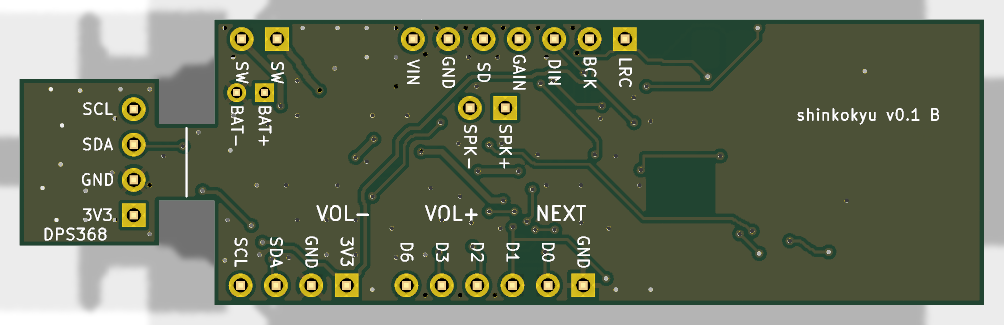 SW
SW
VIN
GND
SD
GAIN
DIN
BCK
LRC
BAT-
BAT+
SPK-
SPK+
shinkokyu v0.1 B
SCL
SDA
GND
3V3
DPS368
VOL-
VOL+
NEXT
SCL
SDA
GND
3V3
D6
D3
D2
D1
D0
GND